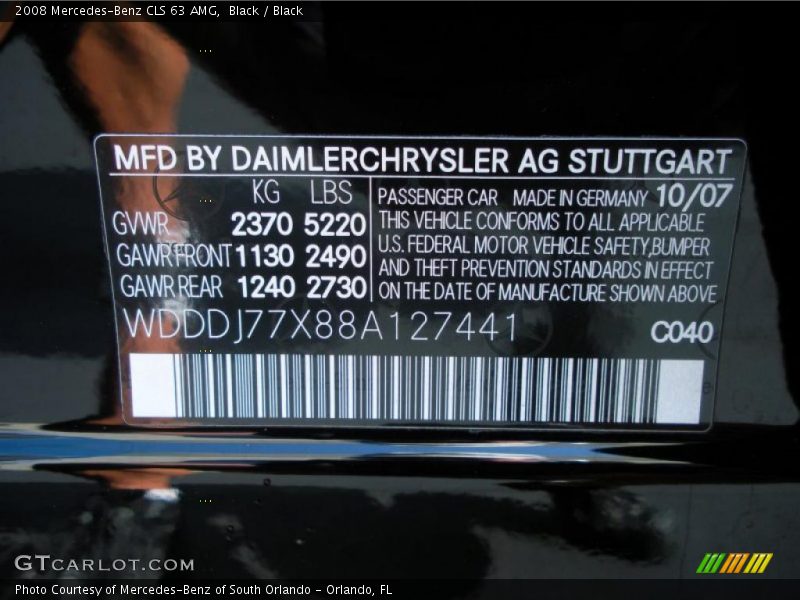 2008 Mercedes-Benz CLS 63 AMG, Black / Black
MFD BY DAIMLERCHRYSLER AG STUTTGART
KG LBS
GVWR 2370 5220
GAWR FRONT 1130 2490
GAWR REAR 1240 2730
PASSENGER CAR MADE IN GERMANY 10/07
THIS VEHICLE CONFORMS TO ALL APPLICABLE
U.S. FEDERAL MOTOR VEHICLE SAFETY,BUMPER
AND THEFT PREVENTION STANDARDS IN EFFECT
ON THE DATE OF MANUFACTURE SHOWN ABOVE
WDDDJ77X88A127441 C040
GTCARLOT.COM
Photo Courtesy of Mercedes-Benz of South Orlando - Orlando, FL